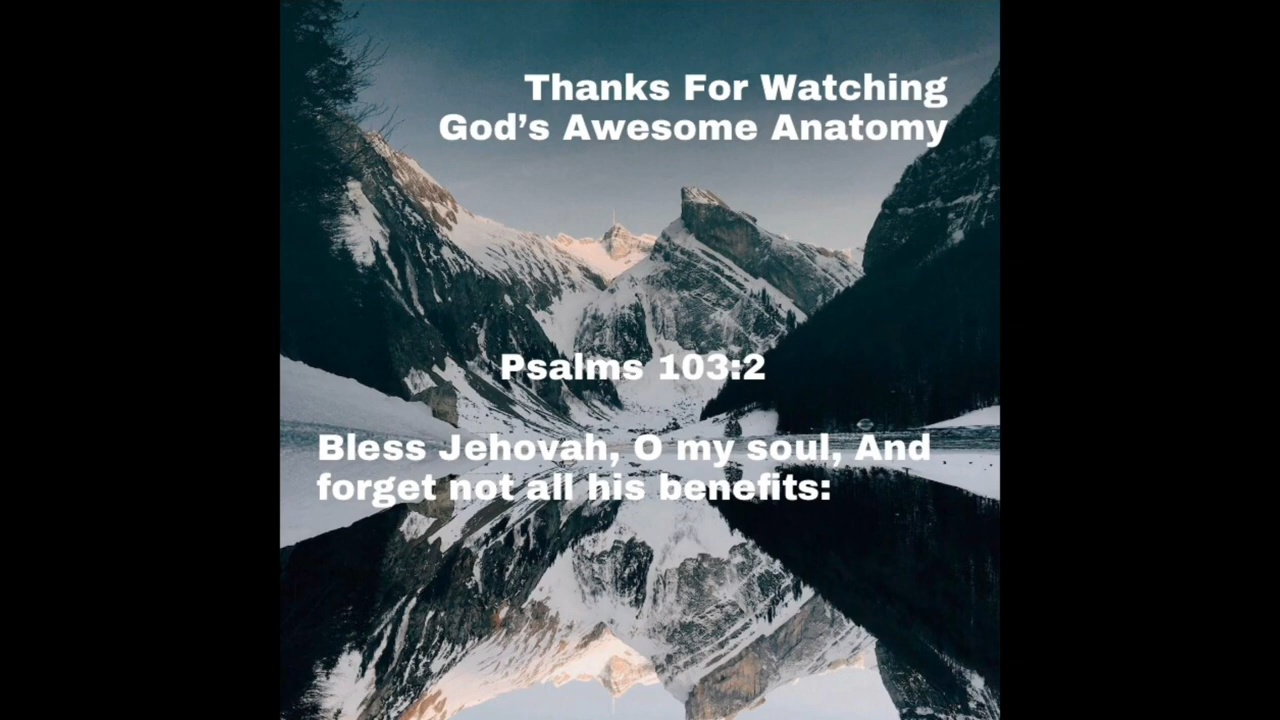 Thanks For Watching
God’s Awesome Anatomy
Psalms 103:2
Bless Jehovah, O my soul, And
forget not all his benefits: